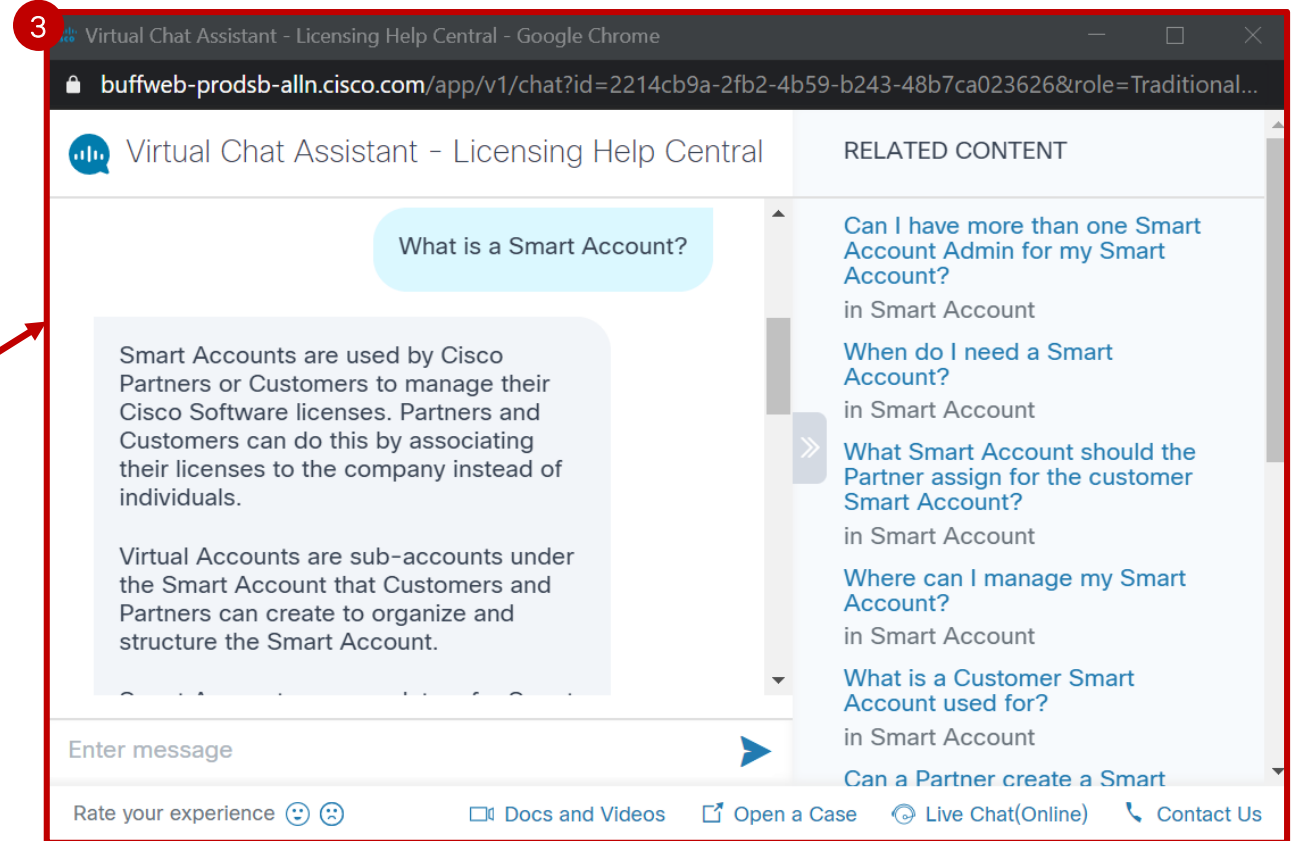 3
Virtual Chat Assistant - Licensing Help Central - Google Chrome
buffweb-prodsb-alln.cisco.com/app/v1/chat?id=2214cb9a-2fb2-4b59-b243-48b7ca023626&role=Traditional...
Virtual Chat Assistant - Licensing Help Central
What is a Smart Account?
Smart Accounts are used by Cisco
Partners or Customers to manage their
Cisco Software licenses. Partners and
Customers can do this by associating
their licenses to the company instead of
individuals.
Virtual Accounts are sub-accounts under
the Smart Account that Customers and
Partners can create to organize and
structure the Smart Account.
Enter message
RELATED CONTENT
Can I have more than one Smart
Account Admin for my Smart
Account?
in Smart Account
When do I need a Smart
Account?
in Smart Account
What Smart Account should the
Partner assign for the customer
Smart Account?
in Smart Account
Where can I manage my Smart
Account?
in Smart Account
What is a Customer Smart
Account used for?
in Smart Account
Can a Partner create a Smart
Rate your experience
Docs and Videos
Open a Case
Live Chat(Online)
Contact Us